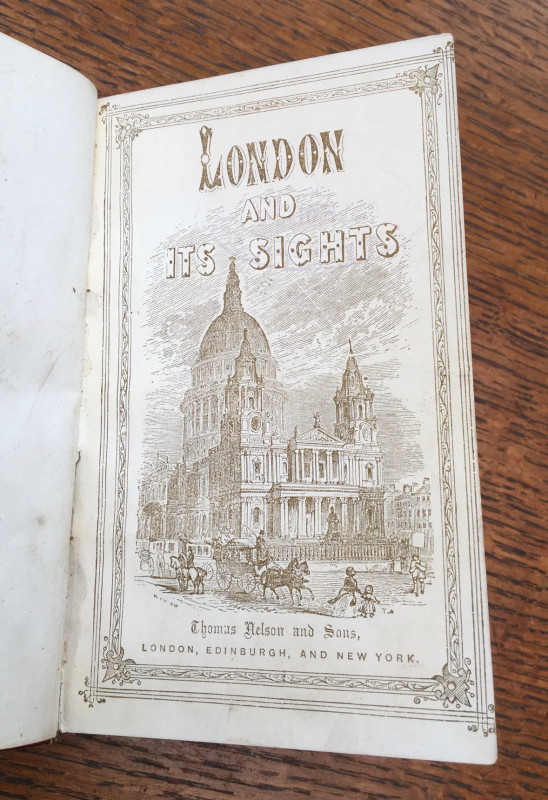 LONDON
AND
ITS SIGHTS
Thomas Nelson and Sons,
LONDON, EDINBURGH, AND NEW YORK.